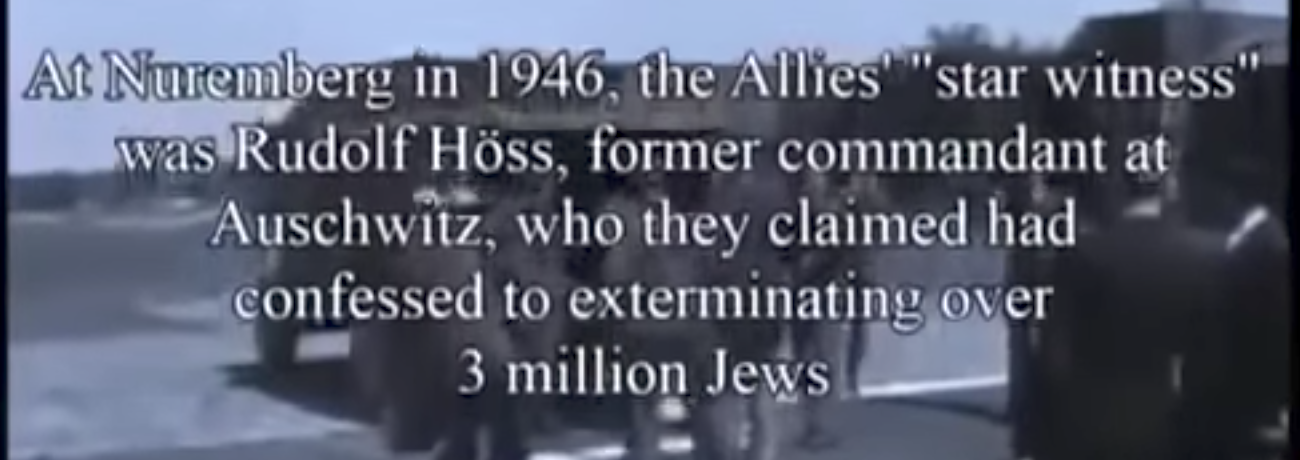 At Nuremberg in 1946, the Allies' "star witness"
was Rudolf Höss, former commandant at
Auschwitz, who they claimed had
confessed to exterminating over
3 million Jews